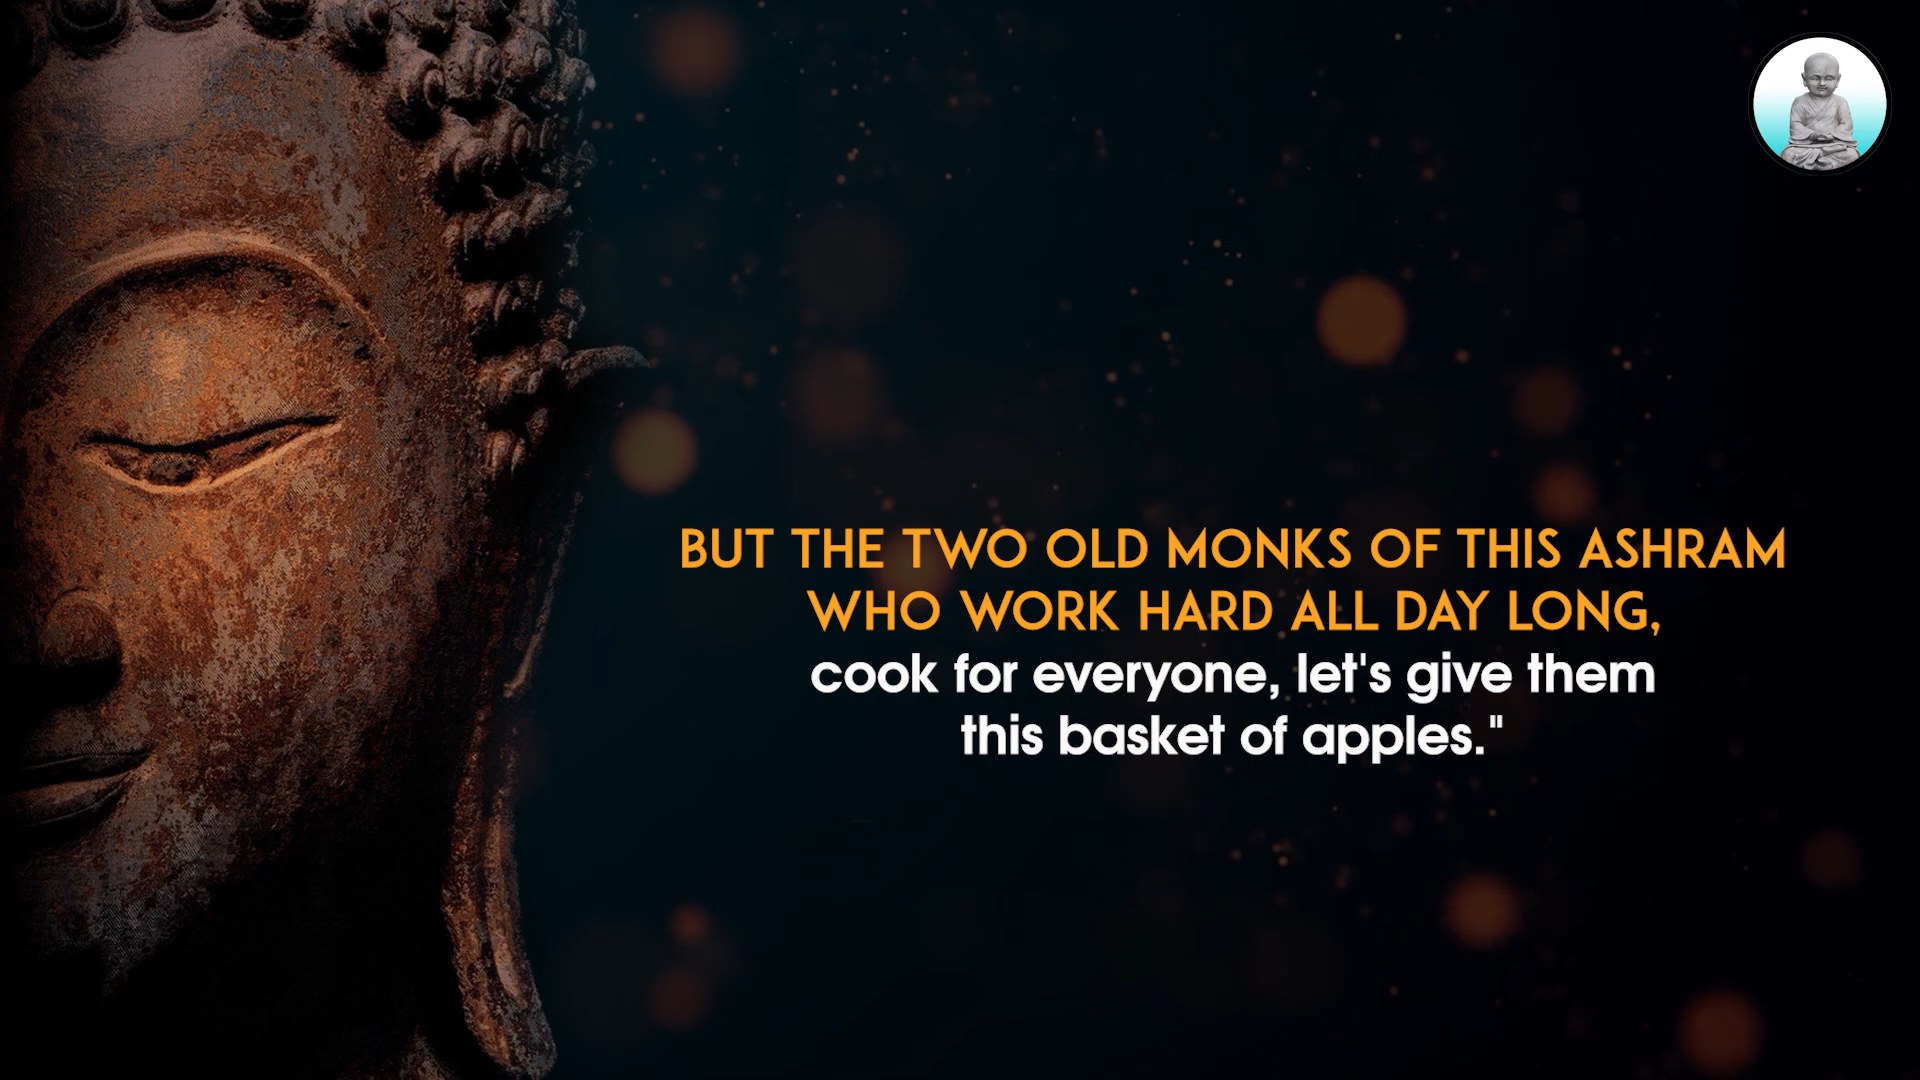 BUT THE TWO OLD MONKS OF THIS ASHRAM
WHO WORK HARD ALL DAY LONG,
cook for everyone, let's give them
this basket of apples."